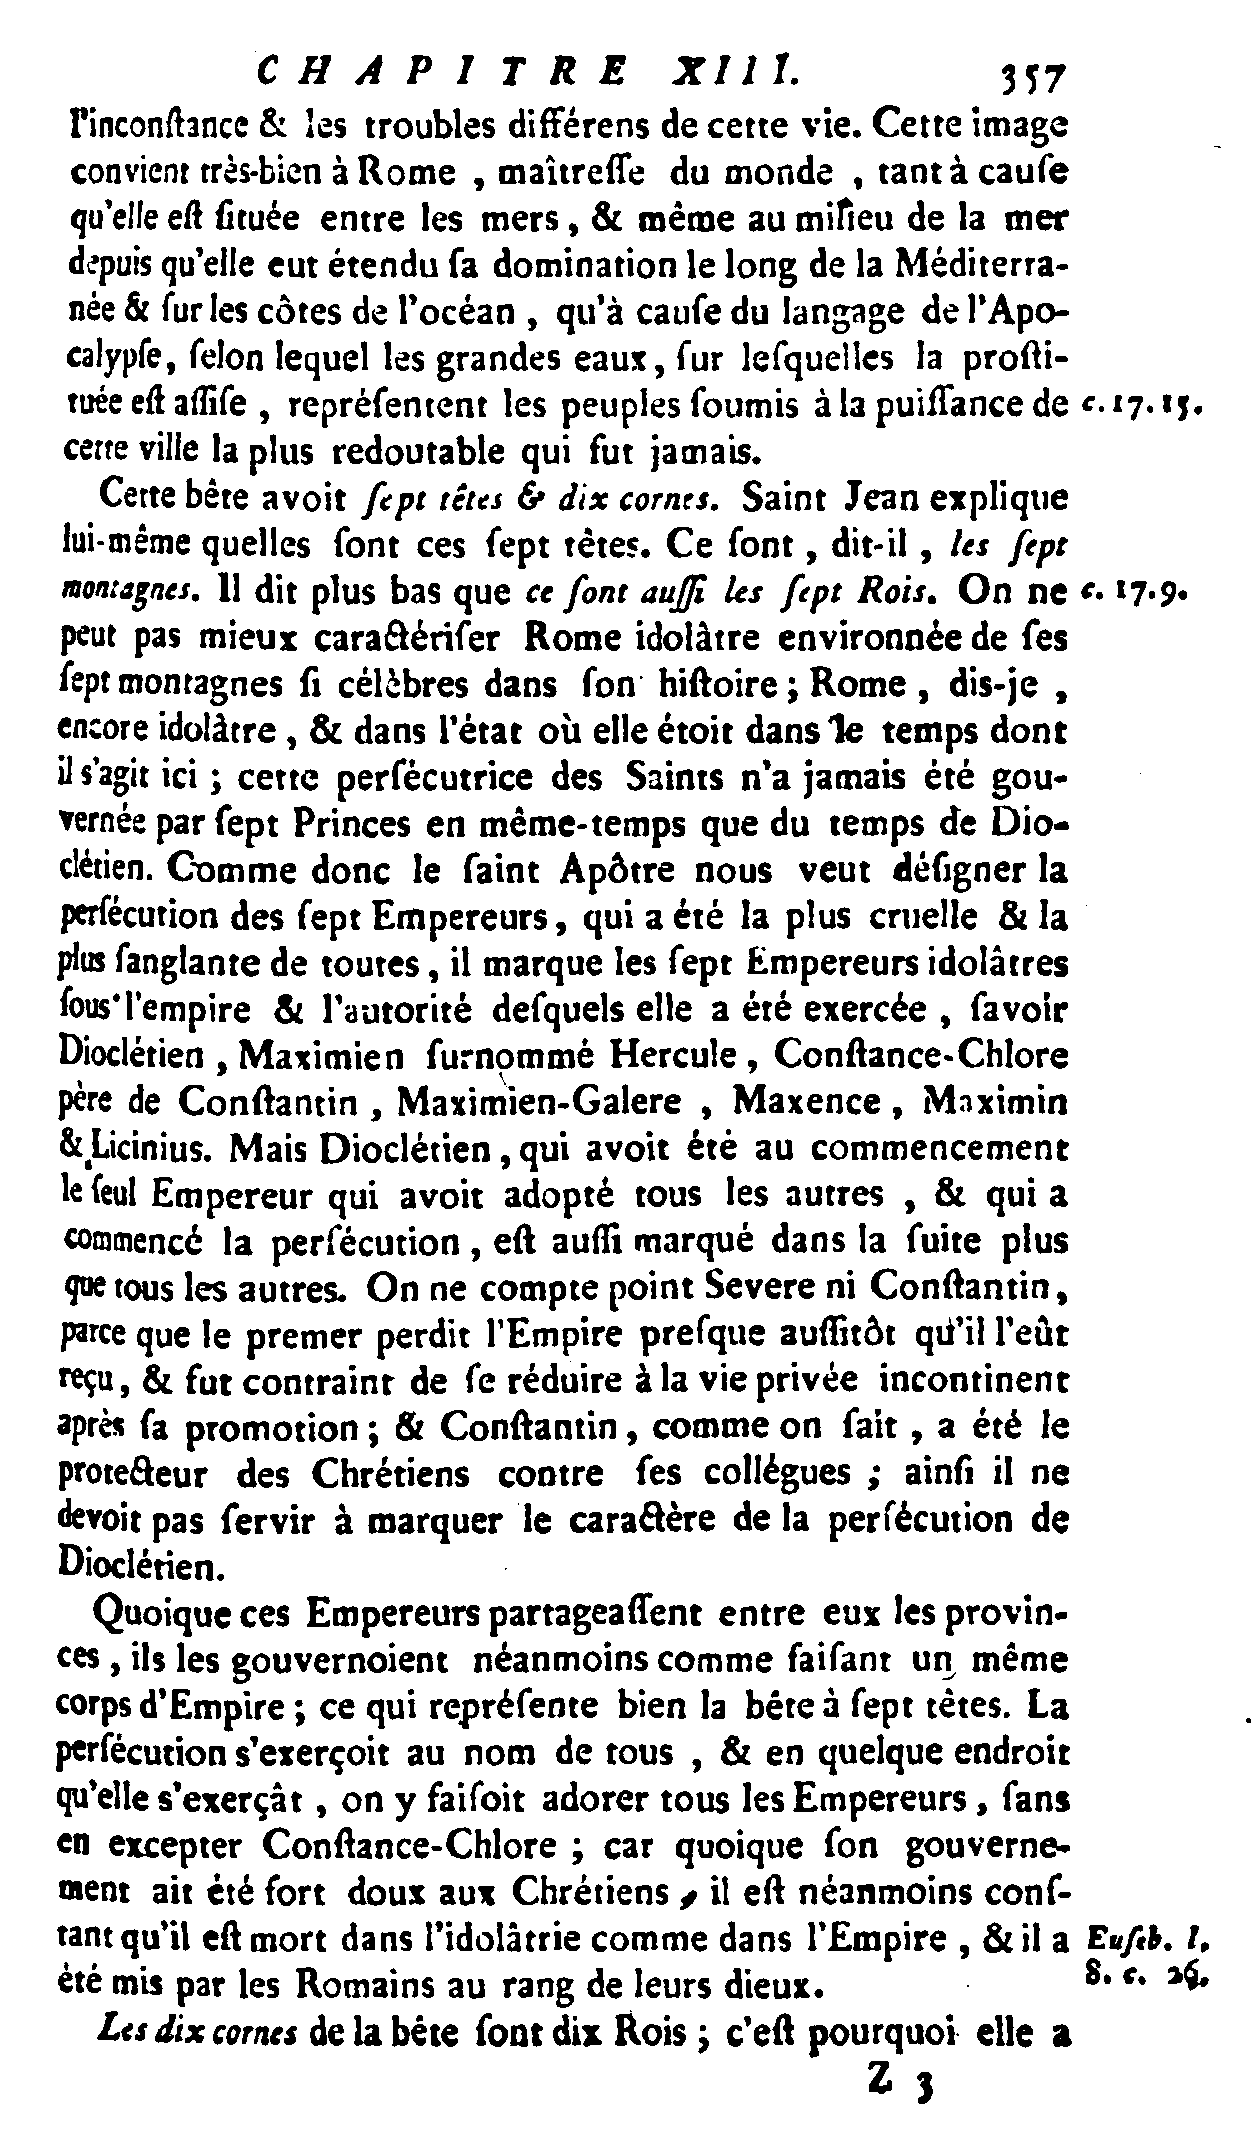 CHAPITRE XIII. 357
l'inconſtance & les troubles différens de cette vie. Cette image
convient très-bien à Rome , maîtreſſe du monde , tant à cauſe
qu'elle eſt ſituée entre les mers, & même au milieu de la mer
depuis qu'elle eut étendu ſa domination le long de la Méditerra-
née & ſur les côtes de l'océan , qu'à cauſe du langage de l'Apo-
calypſe, ſelon lequel les grandes eaux, ſur leſquelles la proſti-
tuée eſt aſſiſe , repréſentent les peuples ſoumis à la puiſſance de c. 17. 15.
cette ville la plus redoutable qui fut jamais.
Cette bête avoit ſept têtes & dix cornes. Saint Jean explique
lui-même quelles ſont ces ſept têtes. Ce ſont , dit-il , les ſept
montagnes. Il dit plus bas que ce ſont auſſi les ſept Rois. On ne c. 17. 9.
peut pas mieux caractériſer Rome idolâtre environnée de ſes
ſept montagnes ſi célèbres dans ſon hiſtoire ; Rome , dis-je ,
encore idolâtre , & dans l'état où elle étoit dans le temps dont
il s'agit ici ; cette perſécutrice des Saints n'a jamais été gou-
vernée par ſept Princes en même-temps que du temps de Dio-
clétien. Comme donc le ſaint Apôtre nous veut déſigner la
perſécution des ſept Empereurs, qui a été la plus cruelle & la
plus ſanglante de toutes, il marque les ſept Empereurs idolâtres
ſous l'empire & l'autorité deſquels elle a été exercée , ſavoir
Dioclétien , Maximien ſurnommé Hercule , Conſtance-Chlore
père de Conſtantin , Maximien-Galere , Maxence , Maximin
& Licinius. Mais Dioclétien , qui avoit été au commencement
le ſeul Empereur qui avoit adopté tous les autres , & qui a
commencé la perſécution , eſt auſſi marqué dans la ſuite plus
que tous les autres. On ne compte point Severe ni Conſtantin,
parce que le premer perdit l'Empire preſque auſſitôt qu'il l'eût
reçu, & fut contraint de ſe réduire à la vie privée incontinent
après ſa promotion ; & Conſtantin, comme on ſait , a été le
protecteur des Chrétiens contre ſes collégues ; ainſi il ne
devoit pas ſervir à marquer le caractère de la perſécution de
Dioclétien.
Quoique ces Empereurs partageaſſent entre eux les provin-
ces , ils les gouvernoient néanmoins comme faiſant un même
corps d'Empire ; ce qui repréſente bien la bête à ſept têtes. La
perſécution s'exerçoit au nom de tous , & en quelque endroit
qu'elle s'exerçât , on y faiſoit adorer tous les Empereurs, ſans
en excepter Conſtance-Chlore ; car quoique ſon gouverne-
ment ait été fort doux aux Chrétiens , il eſt néanmoins conſ-
tant qu'il eſt mort dans l'idolâtrie comme dans l'Empire , & il a Euſeb. l.
été mis par les Romains au rang de leurs dieux. 8. c. 26.
Les dix cornes de la bête ſont dix Rois ; c'eſt pourquoi elle a
Z 3